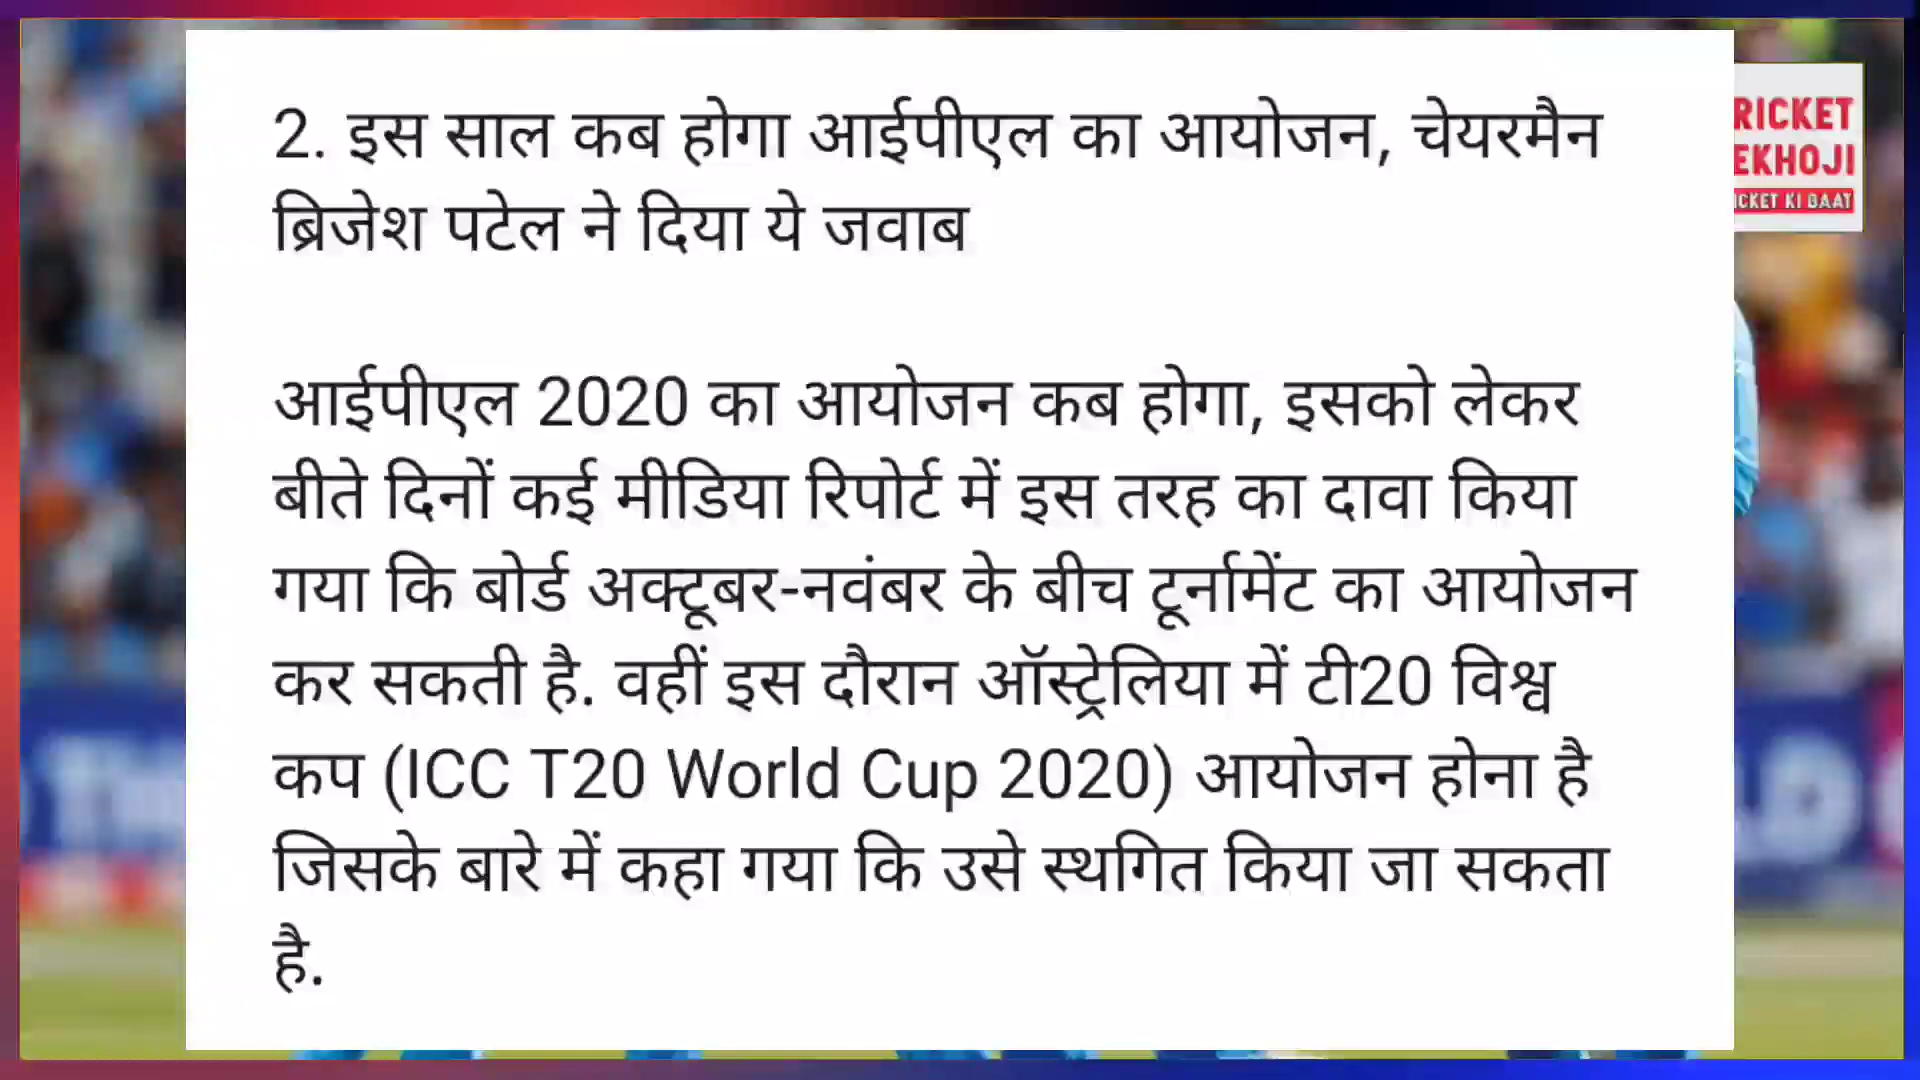 2. इस साल कब होगा आईपीएल का आयोजन, चेयरमैन
ब्रिजेश पटेल ने दिया ये जवाब
आईपीएल 2020 का आयोजन कब होगा, इसको लेकर
बीते दिनों कई मीडिया रिपोर्ट में इस तरह का दावा किया
गया कि बोर्ड अक्टूबर-नवंबर के बीच टूर्नामेंट का आयोजन
कर सकती है. वहीं इस दौरान ऑस्ट्रेलिया में टी20 विश्व
कप (ICC T20 World Cup 2020) आयोजन होना है
जिसके बारे में कहा गया कि उसे स्थगित किया जा सकता
है.
RICKET
EKHOJI
ICKET KI BAAT